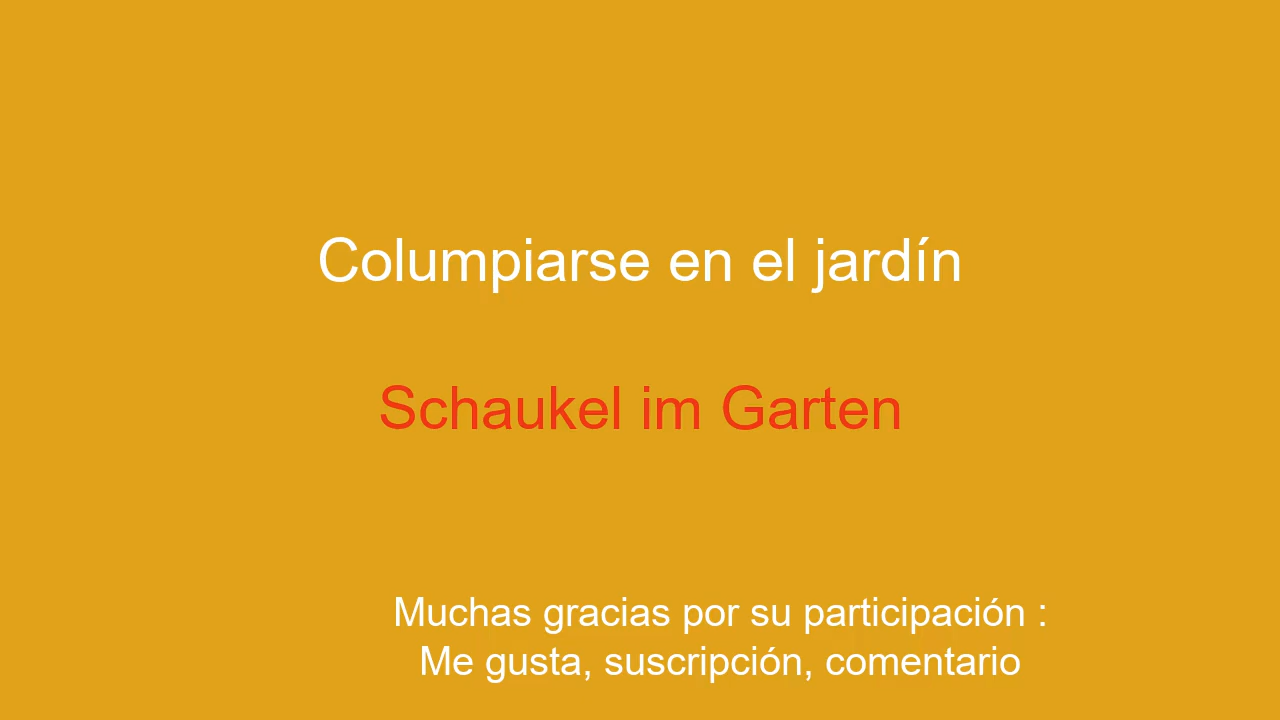 Columpiarse en el jardín
Schaukel im Garten
Muchas gracias por su participación :
Me gusta, suscripción, comentario